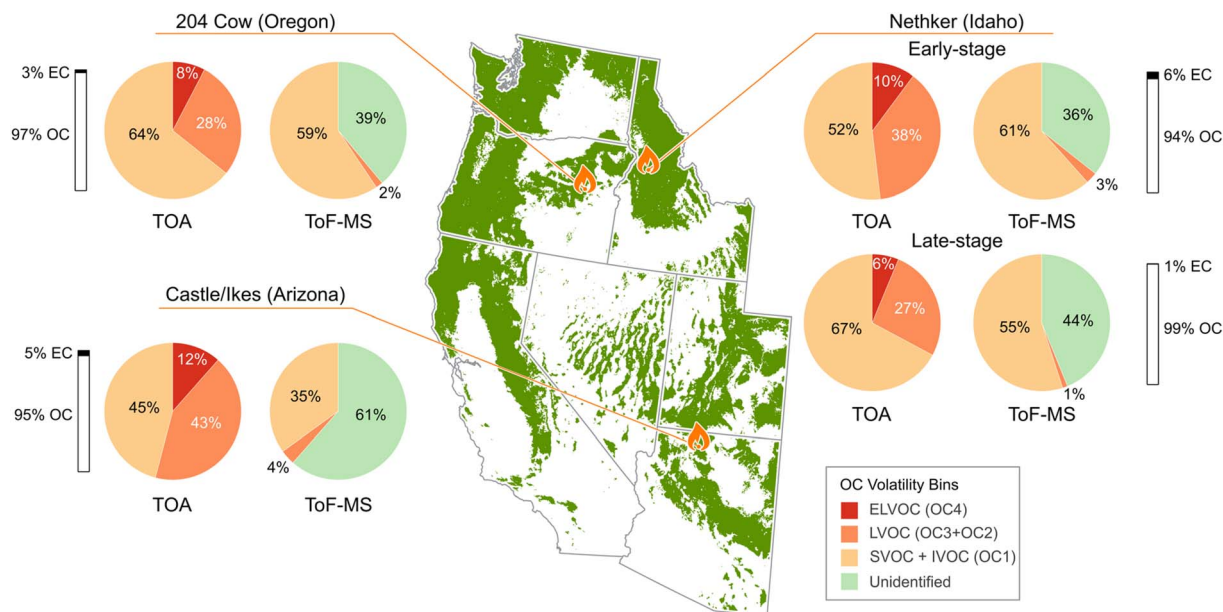 204 Cow (Oregon)
3% EC
97% OC
8%
28%
64%
TOA
39%
59%
2%
ToF-MS
Nethker (Idaho)
Early-stage
10%
38%
52%
TOA
36%
61%
3%
ToF-MS
6% EC
94% OC
Late-stage
6%
27%
67%
TOA
44%
55%
1%
ToF-MS
1% EC
99% OC
Castle/Ikes (Arizona)
5% EC
95% OC
12%
43%
45%
TOA
35%
61%
4%
ToF-MS
OC Volatility Bins
ELVOC (OC4)
LVOC (OC3+OC2)
SVOC + IVOC (OC1)
Unidentified